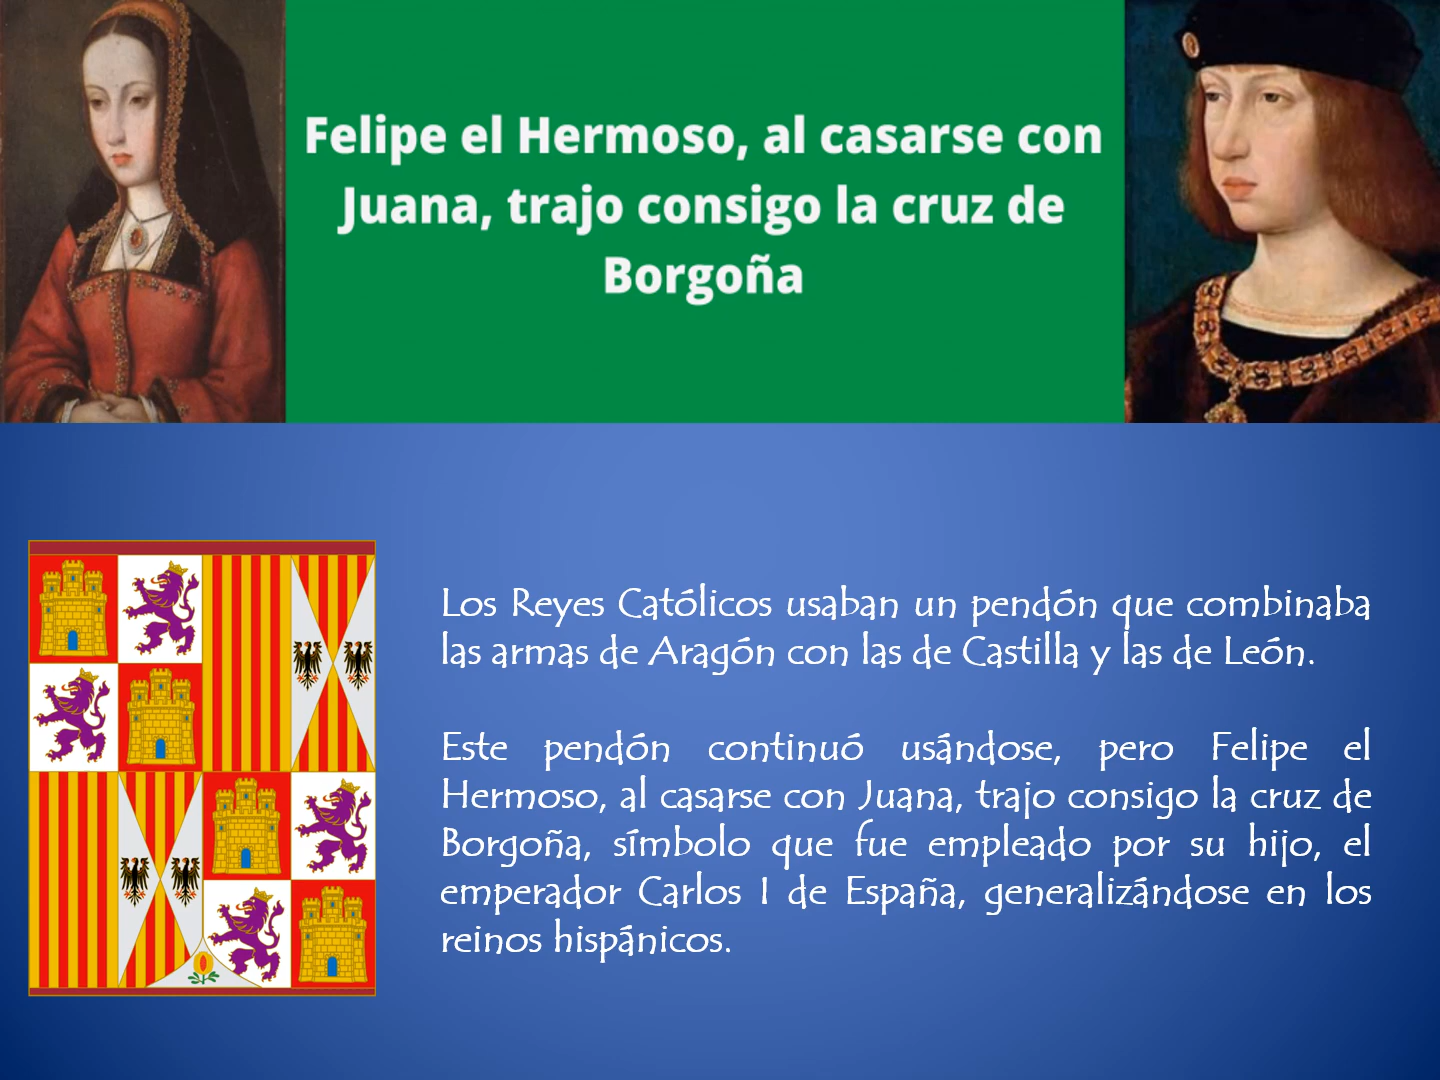 Felipe el Hermoso, al casarse con
Juana, trajo consigo la cruz de
Borgoña
Los Reyes Católicos usaban un pendón que combinaba
las armas de Aragón con las de Castilla y las de León.
Este pendón continuó usándose, pero Felipe el
Hermoso, al casarse con Juana, trajo consigo la cruz de
Borgoña, símbolo que fue empleado por su hijo, el
emperador Carlos I de España, generalizándose en los
reinos hispánicos.